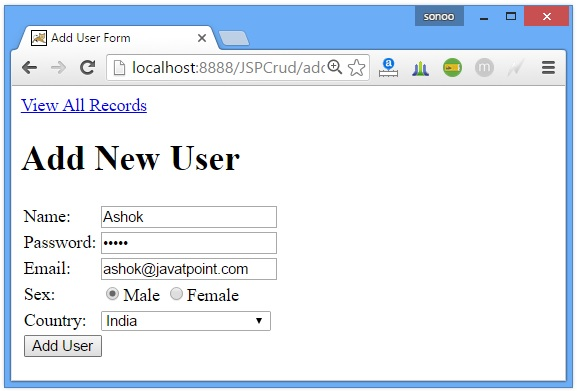 sonoo
Add User Form
localhost:8888/JSPCrud/add
View All Records
Add New User
Name: Ashok
Password: •••••
Email: ashok@javatpoint.com
Sex: Male Female
Country: India
Add User